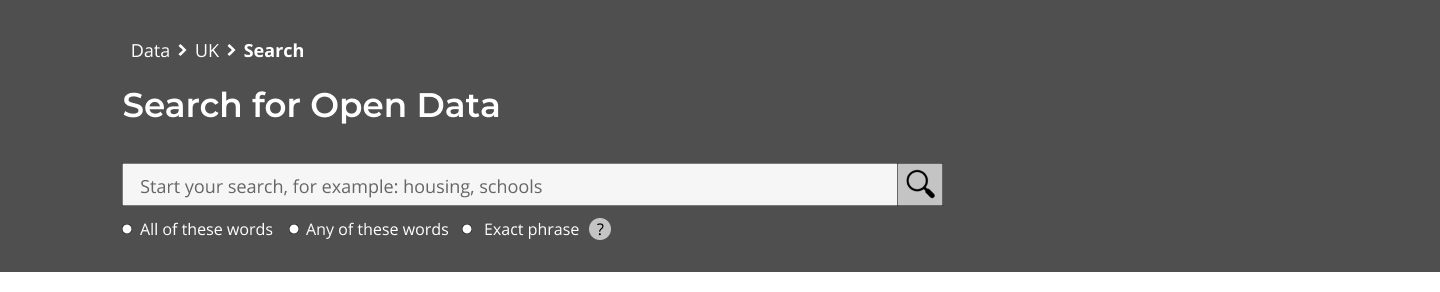 Data > UK > Search
Search for Open Data
Start your search, for example: housing, schools
All of these words Any of these words Exact phrase ?